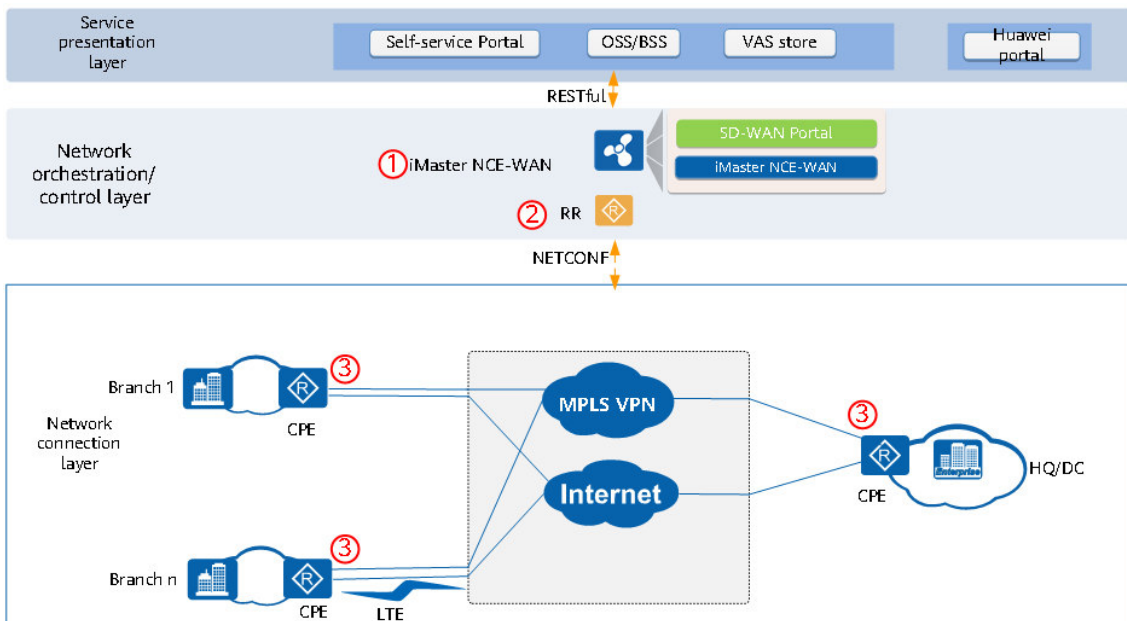 Service
presentation
layer
Self-service Portal
OSS/BSS
VAS store
Huawei
portal
RESTful
Network
orchestration/
control layer
① iMaster NCE-WAN
SD-WAN Portal
iMaster NCE-WAN
② RR
R
NETCONF
Branch 1
③
R
CPE
Network
connection
layer
MPLS VPN
Internet
③
R
CPE
Enterprise
HQ/DC
Branch n
③
R
CPE
LTE